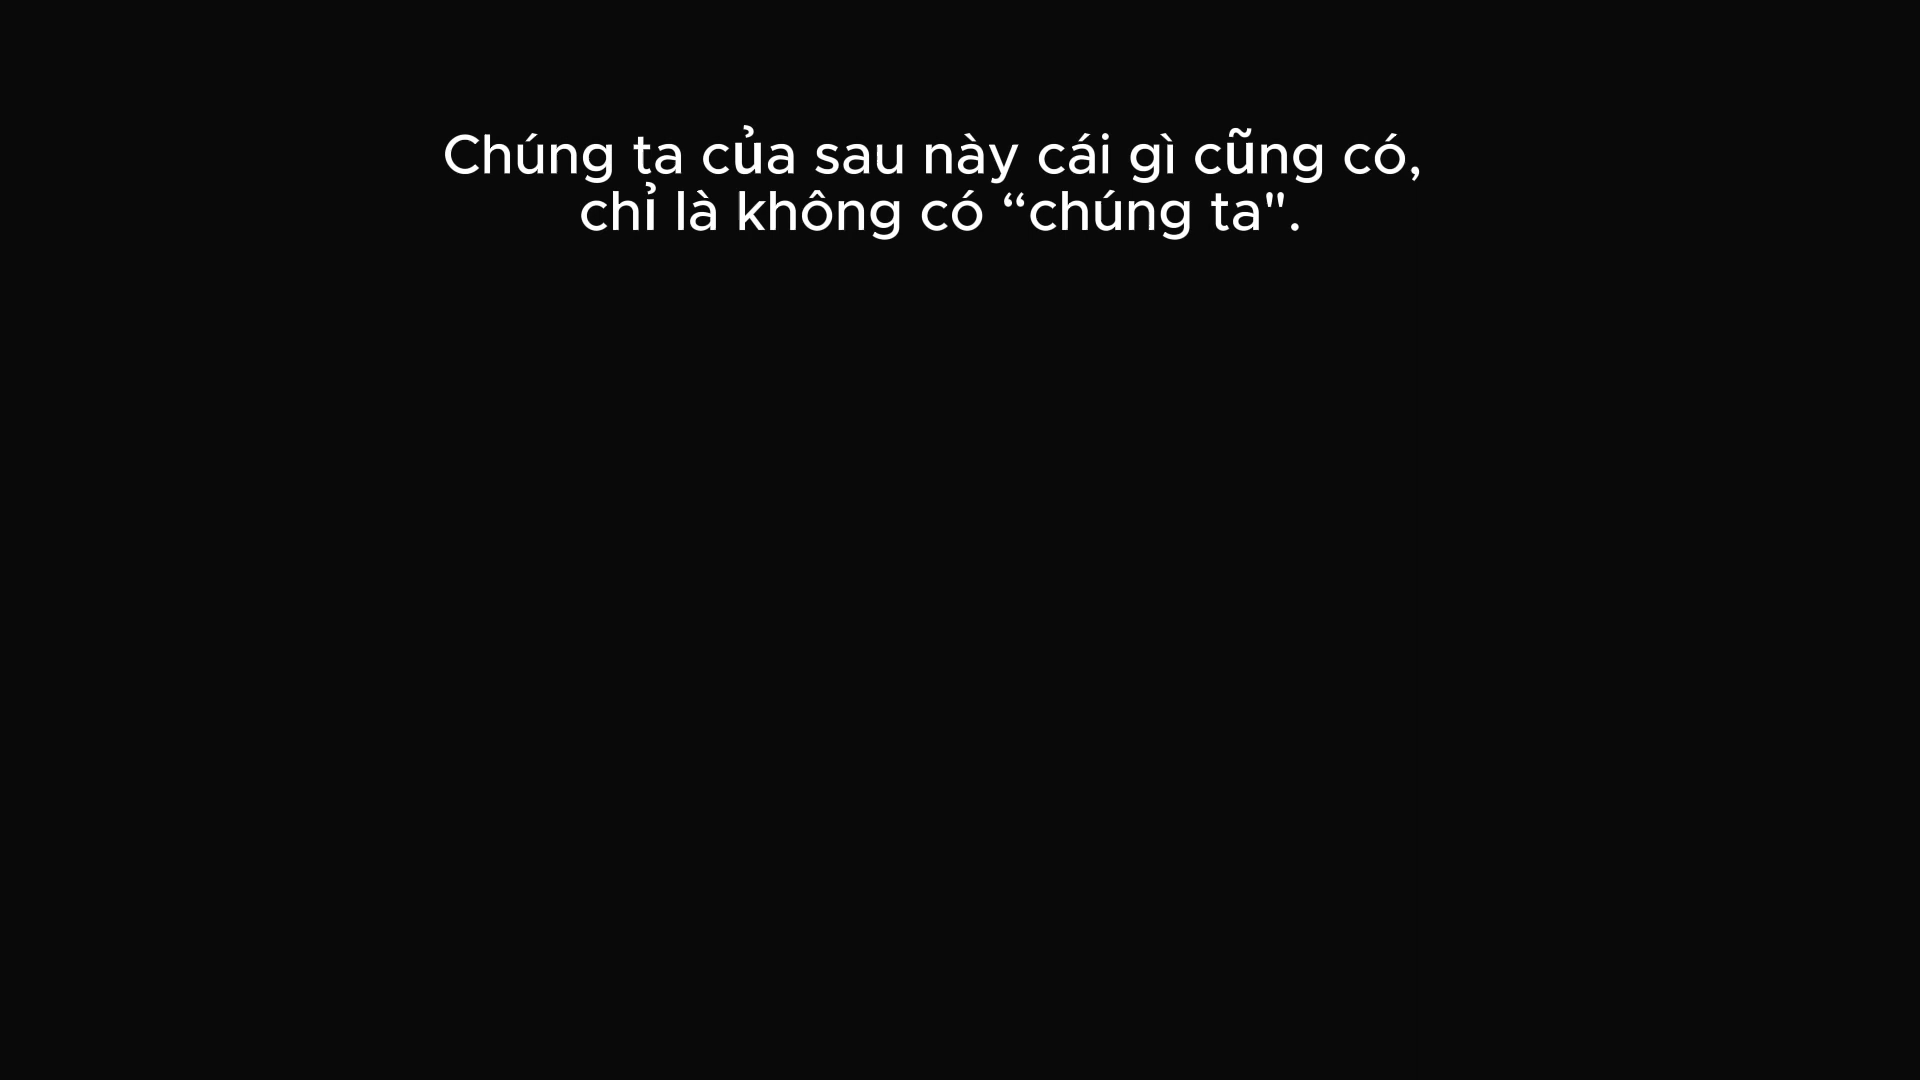 Chúng ta của sau này cái gì cũng có,
chỉ là không có “chúng ta".